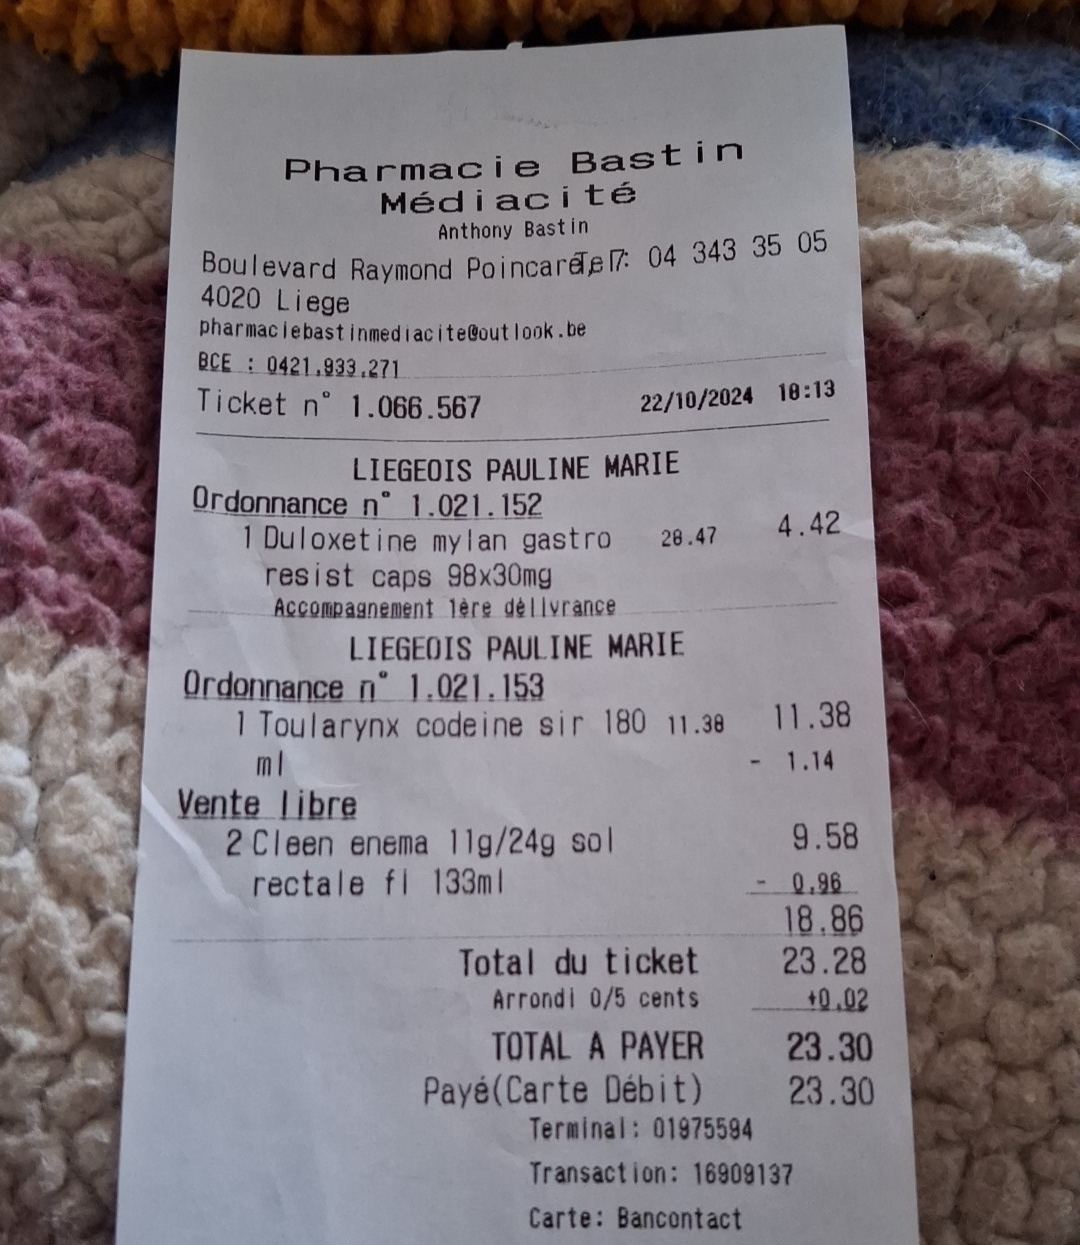 Pharmacie Bastin
Médiacité
Anthony Bastin
Boulevard Raymond Poincaré 7 Tel: 04 343 35 05
4020 Liege
pharmaciebastinmediacite@outlook.be
BCE : 0421.933.271
Ticket n° 1.066.567 22/10/2024 18:13
LIEGEOIS PAULINE MARIE
Ordonnance n° 1.021.152
1 Duloxetine mylan gastro 28.47 4.42
resist caps 98x30mg
Accompagnement 1ère délivrance
LIEGEOIS PAULINE MARIE
Ordonnance n° 1.021.153
1 Toularynx codeine sir 180 11.38 11.38
ml - 1.14
Vente libre
2 Cleen enema 11g/24g sol 9.58
rectale fl 133ml - 0.96
18.86
Total du ticket 23.28
Arrondi 0/5 cents +0.02
TOTAL A PAYER 23.30
Payé(Carte Débit) 23.30
Terminal: 01975594
Transaction: 16909137
Carte: Bancontact